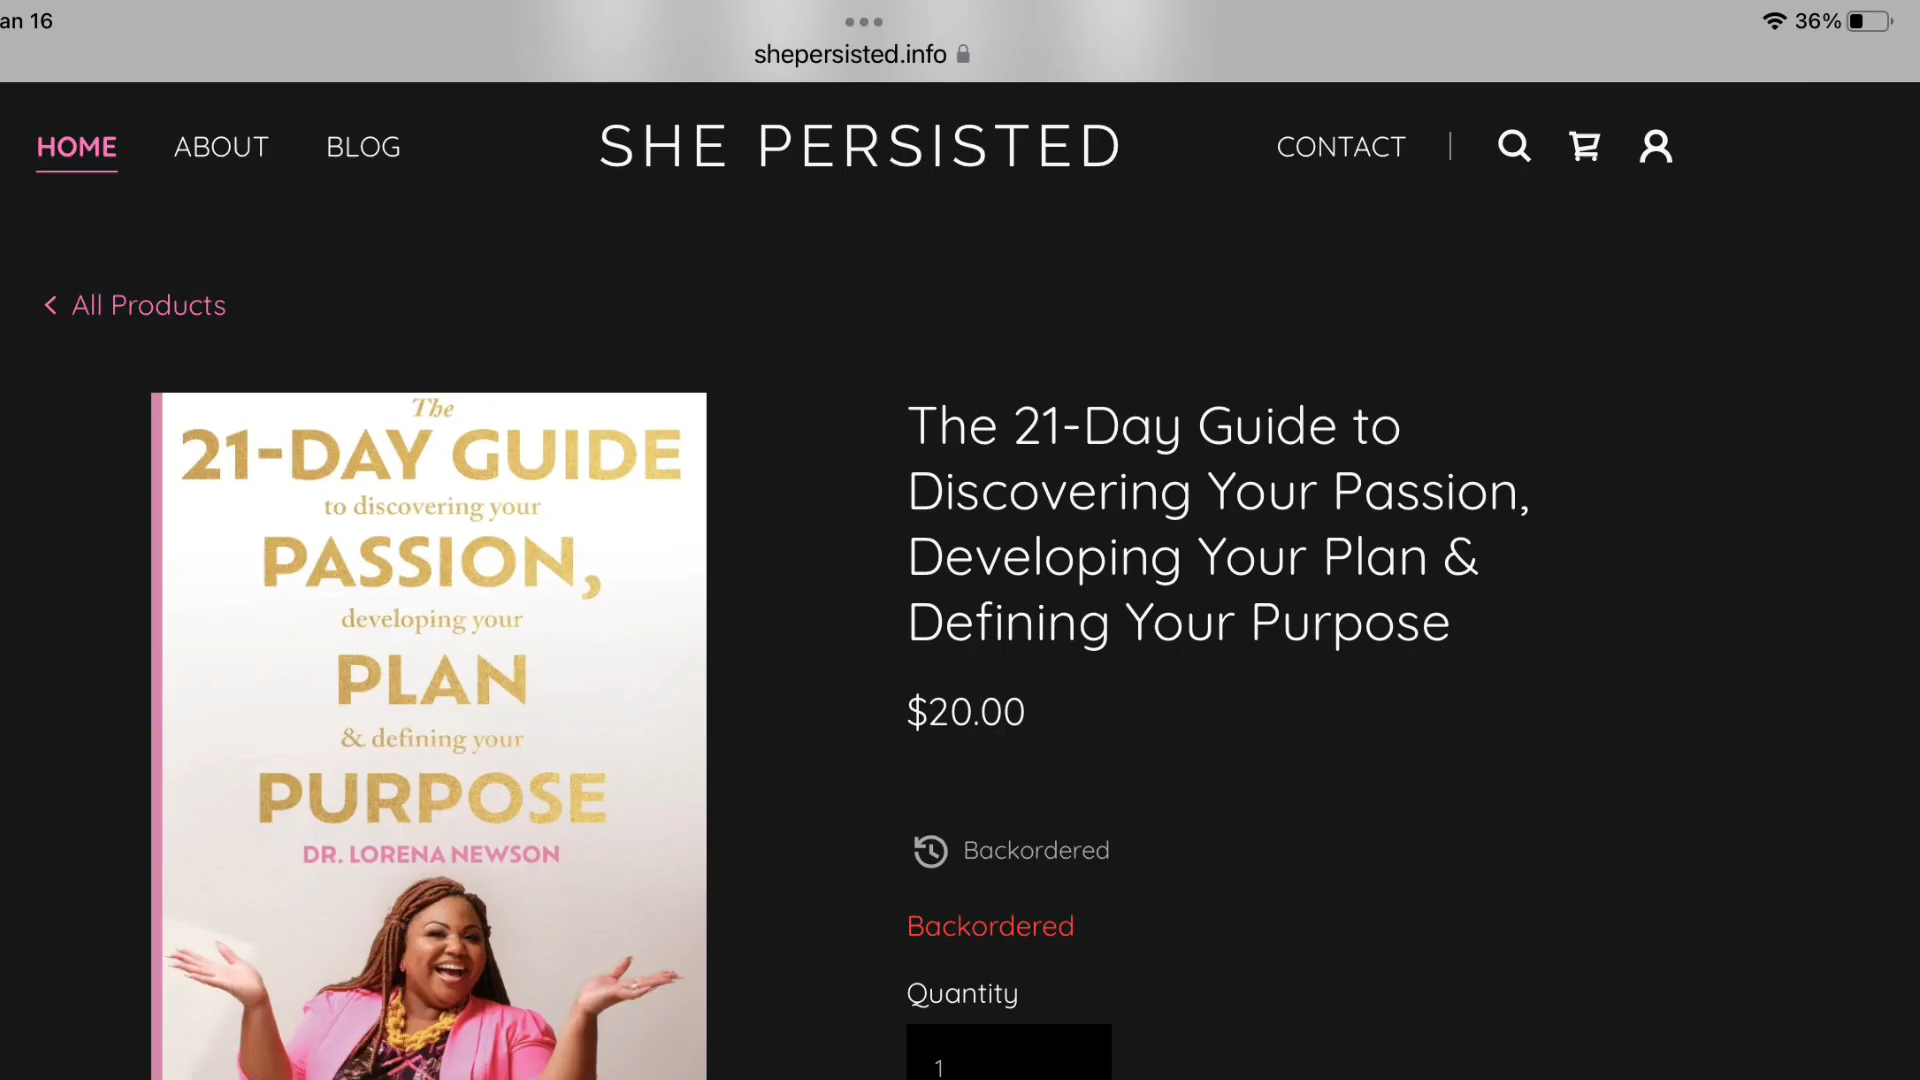 an 16
36%
shepersisted.info
HOME
ABOUT
BLOG
SHE PERSISTED
CONTACT
All Products
The
21-DAY GUIDE
to discovering your
PASSION,
developing your
PLAN
& defining your
PURPOSE
DR. LORENA NEWSON
The 21-Day Guide to
Discovering Your Passion,
Developing Your Plan &
Defining Your Purpose
$20.00
Backordered
Backordered
Quantity
1